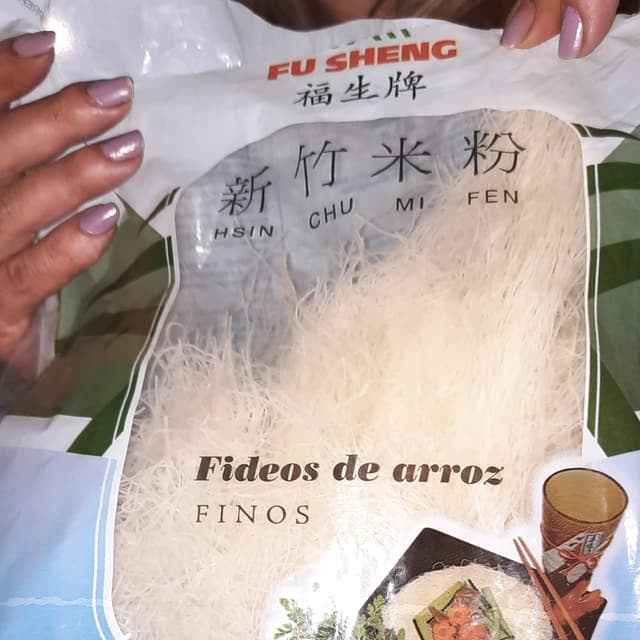 FU SHENG
福生牌
新竹米粉
HSIN CHU MI FEN
Fideos de arroz
FINOS